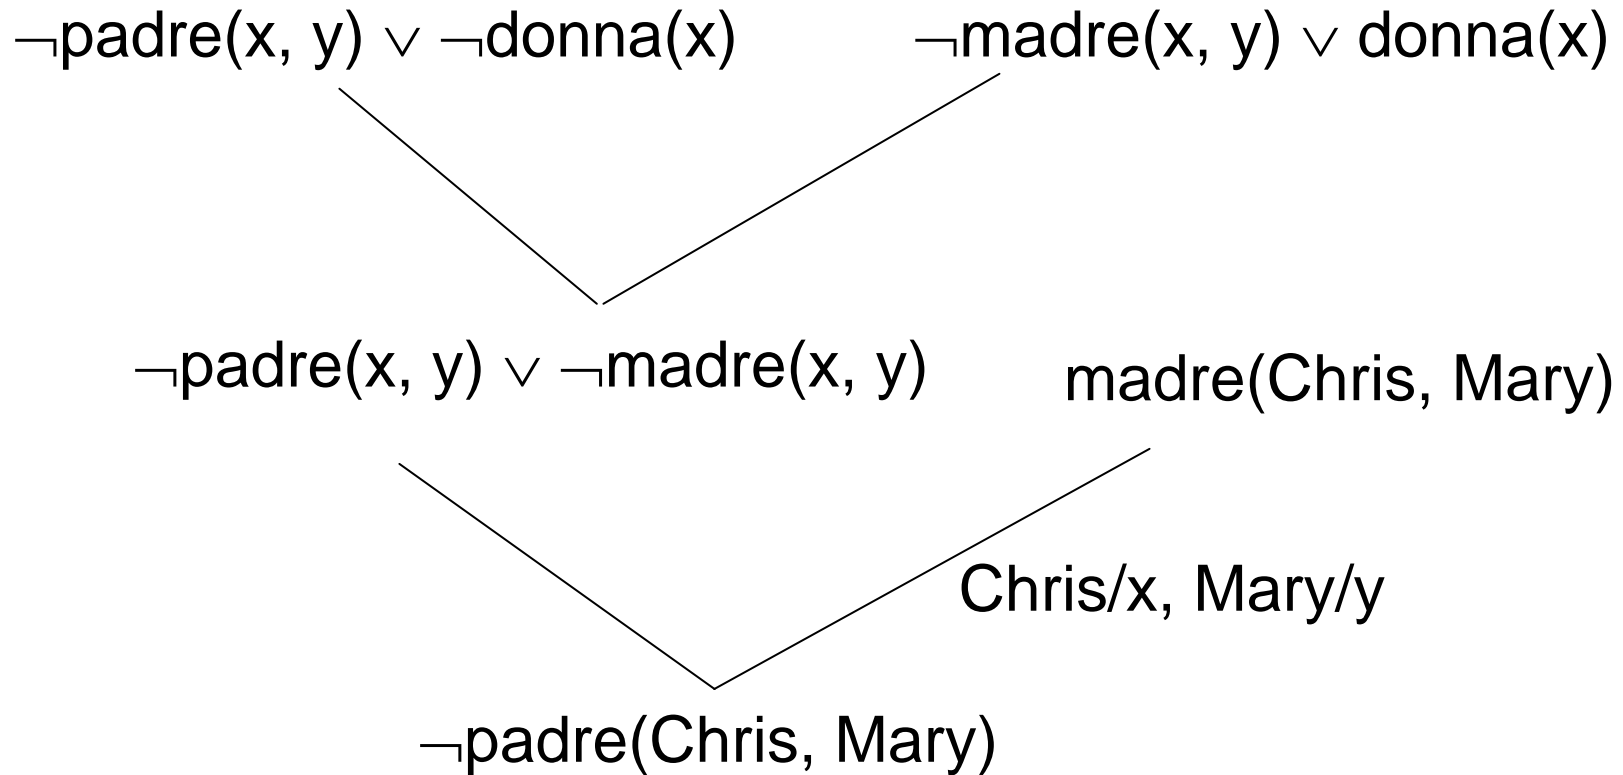 ¬padre(x, y) ∨ ¬donna(x)
¬madre(x, y) ∨ donna(x)
¬padre(x, y) ∨ ¬madre(x, y)
madre(Chris, Mary)
Chris/x, Mary/y
¬padre(Chris, Mary)